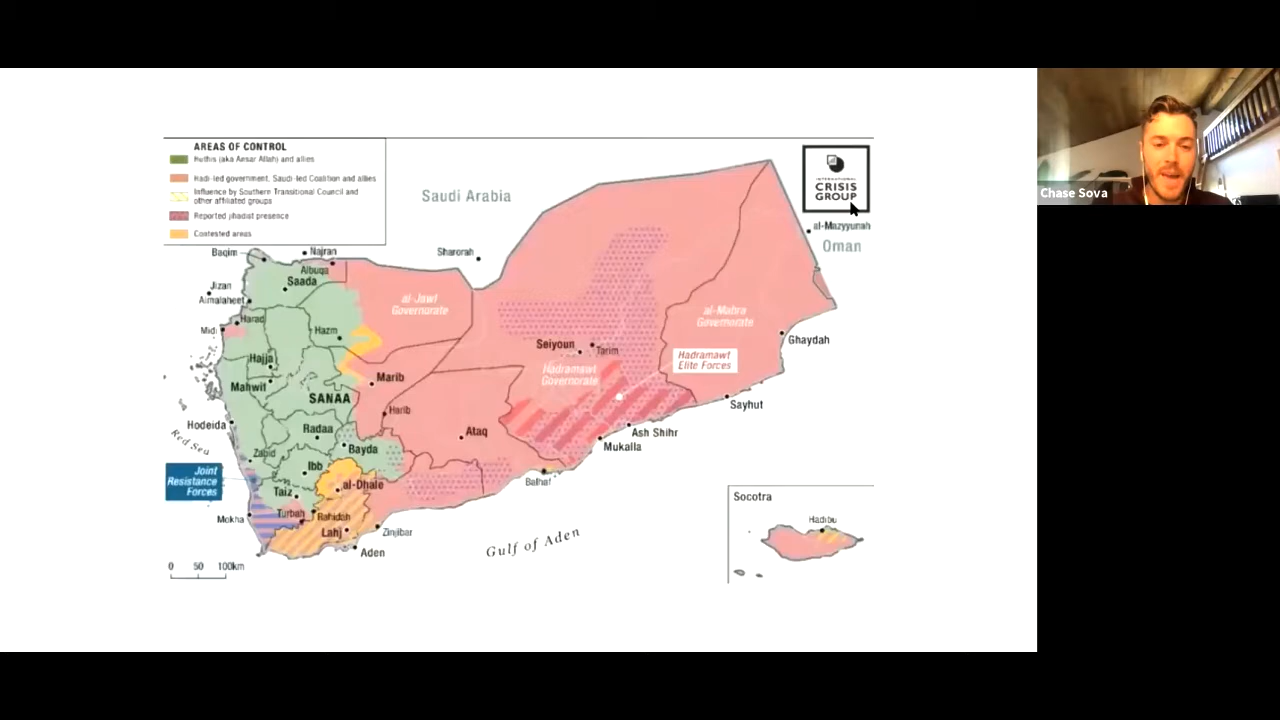 AREAS OF CONTROL
Huthis (aka Ansar Allah) and allies
Hadi-led government, Saudi-led Coalition and allies
Influence by Southern Transitional Council and
other affiliated groups
Reported jihadist presence
Contested areas
INTERNATIONAL
CRISIS
GROUP
Chase Sova
Saudi Arabia
al-Mazyyunah
Oman
Baqim
Najran
Sharorah
Albuqa
Saada
Jizan
Almalaheet
al-Jawf
Governorate
al-Mahra
Governorate
Harad
Midi
Hazm
Ghaydah
Seiyoun
Tarim
Hajja
Hadramawt
Elite Forces
Hadramawt
Governorate
Marib
Mahwit
SANAA
Harib
Sayhut
Hodeida
Radaa
Ataq
Ash Shihr
Red Sea
Mukalla
Zabid
Bayda
Ibb
Joint
Resistance
Forces
al-Dhale
Balhaf
Taiz
Socotra
Mokha
Turbah
Rahidah
Hadibu
Lahj
Zinjibar
Gulf of Aden
Aden
0 50 100km